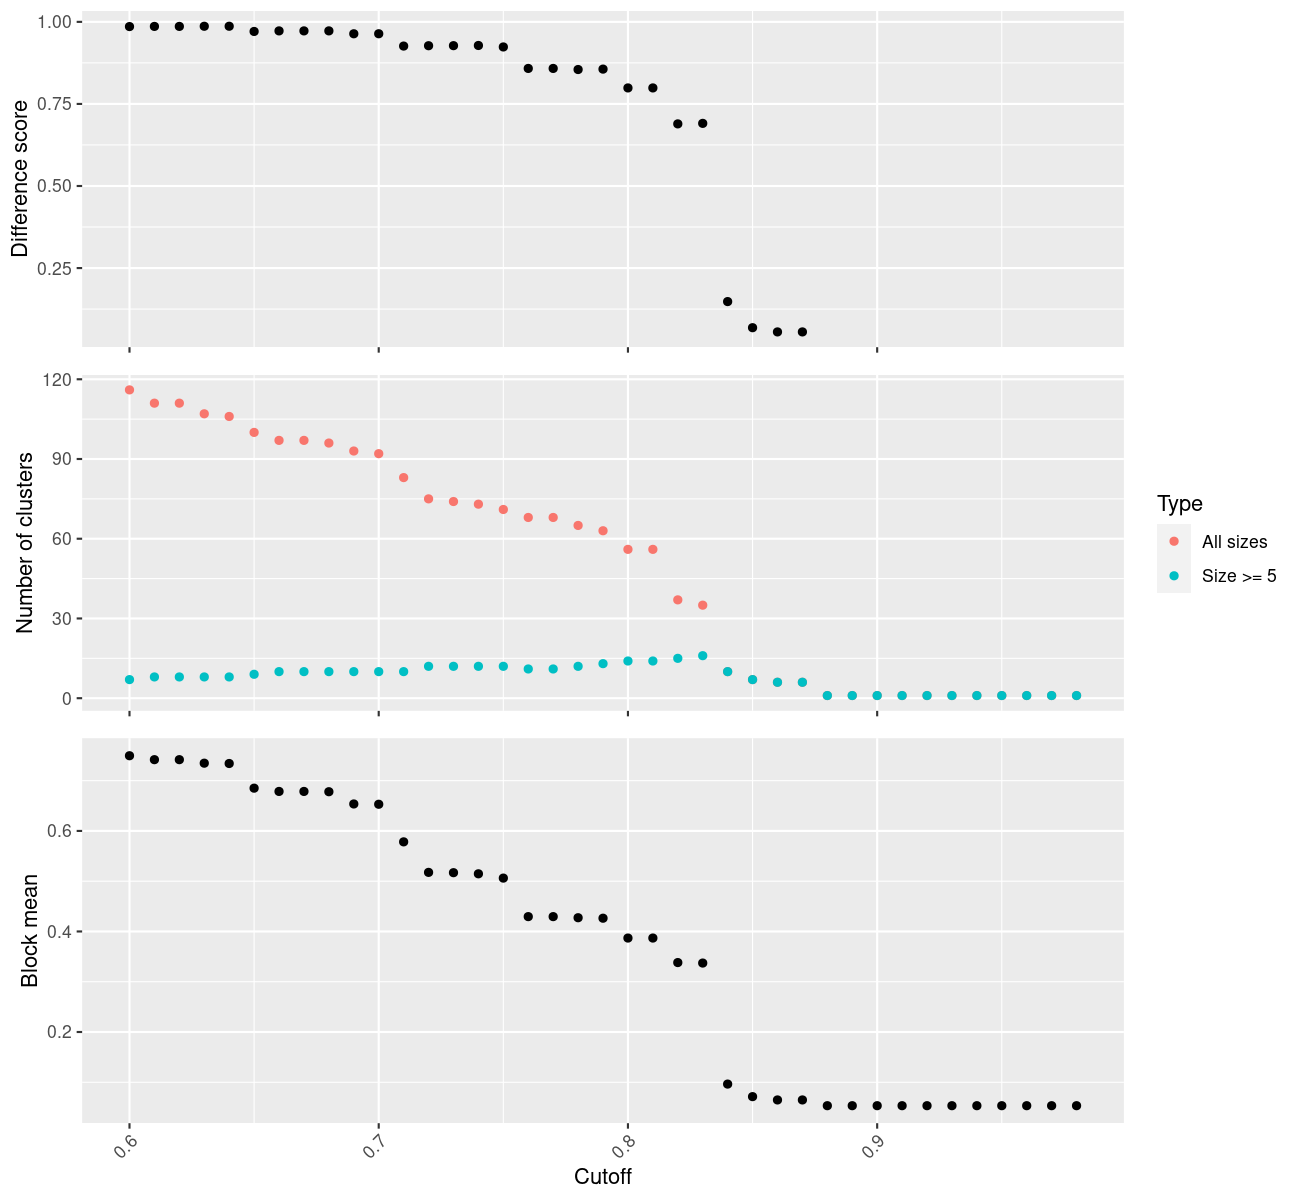 1.00
0.75
0.50
0.25
Difference score
120
90
60
30
0
Number of clusters
Type
All sizes
Size >= 5
0.6
0.4
0.2
Block mean
0.6 0.7 0.8 0.9
Cutoff